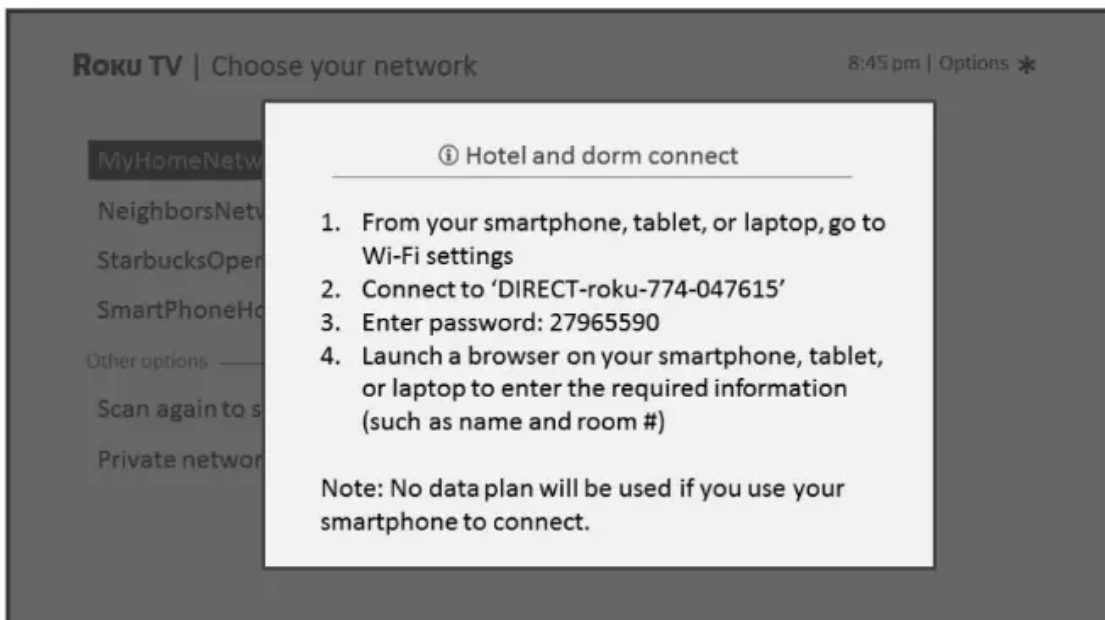 Roku TV | Choose your network
8:45 pm | Options ✱
ⓘ Hotel and dorm connect
MyHomeNetw
NeighborsNetw
StarbucksOper
SmartPhoneHo
Other options
Scan again to s
Private networ
1. From your smartphone, tablet, or laptop, go to
Wi-Fi settings
2. Connect to ‘DIRECT-roku-774-047615’
3. Enter password: 27965590
4. Launch a browser on your smartphone, tablet,
or laptop to enter the required information
(such as name and room #)
Note: No data plan will be used if you use your
smartphone to connect.